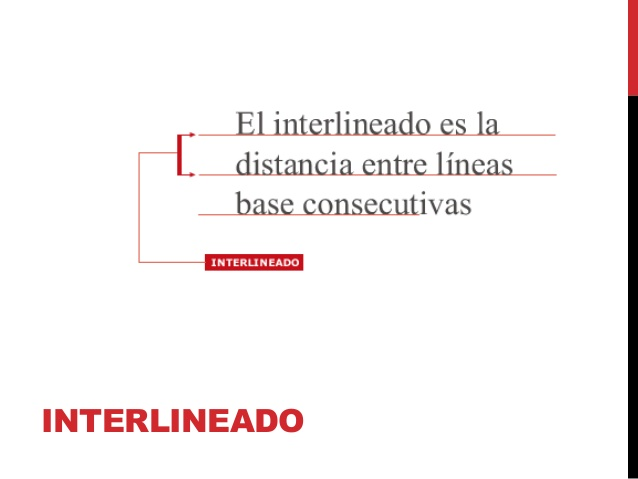 El interlineado es la
distancia entre líneas
base consecutivas
INTERLINEADO
INTERLINEADO